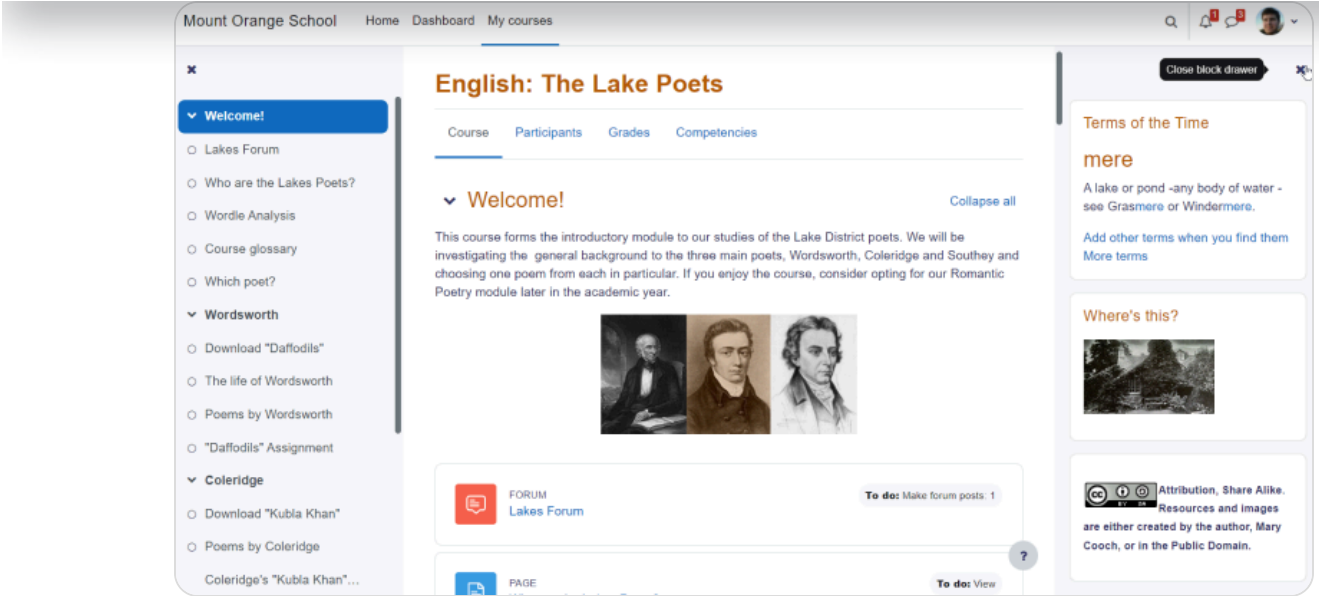 Mount Orange School Home Dashboard My courses
1 3
Close block drawer
Welcome!
Lakes Forum
Who are the Lakes Poets?
Wordle Analysis
Course glossary
Which poet?
Wordsworth
Download "Daffodils"
The life of Wordsworth
Poems by Wordsworth
"Daffodils" Assignment
Coleridge
Download "Kubla Khan"
Poems by Coleridge
Coleridge's "Kubla Khan"...
English: The Lake Poets
Course Participants Grades Competencies
Welcome!
Collapse all
This course forms the introductory module to our studies of the Lake District poets. We will be
investigating the general background to the three main poets, Wordsworth, Coleridge and Southey and
choosing one poem from each in particular. If you enjoy the course, consider opting for our Romantic
Poetry module later in the academic year.
FORUM
Lakes Forum
To do: Make forum posts: 1
PAGE
To do: View
?
Terms of the Time
mere
A lake or pond -any body of water -
see Grasmere or Windermere.
Add other terms when you find them
More terms
Where's this?
cc BY SA
Attribution, Share Alike.
Resources and images
are either created by the author, Mary
Cooch, or in the Public Domain.